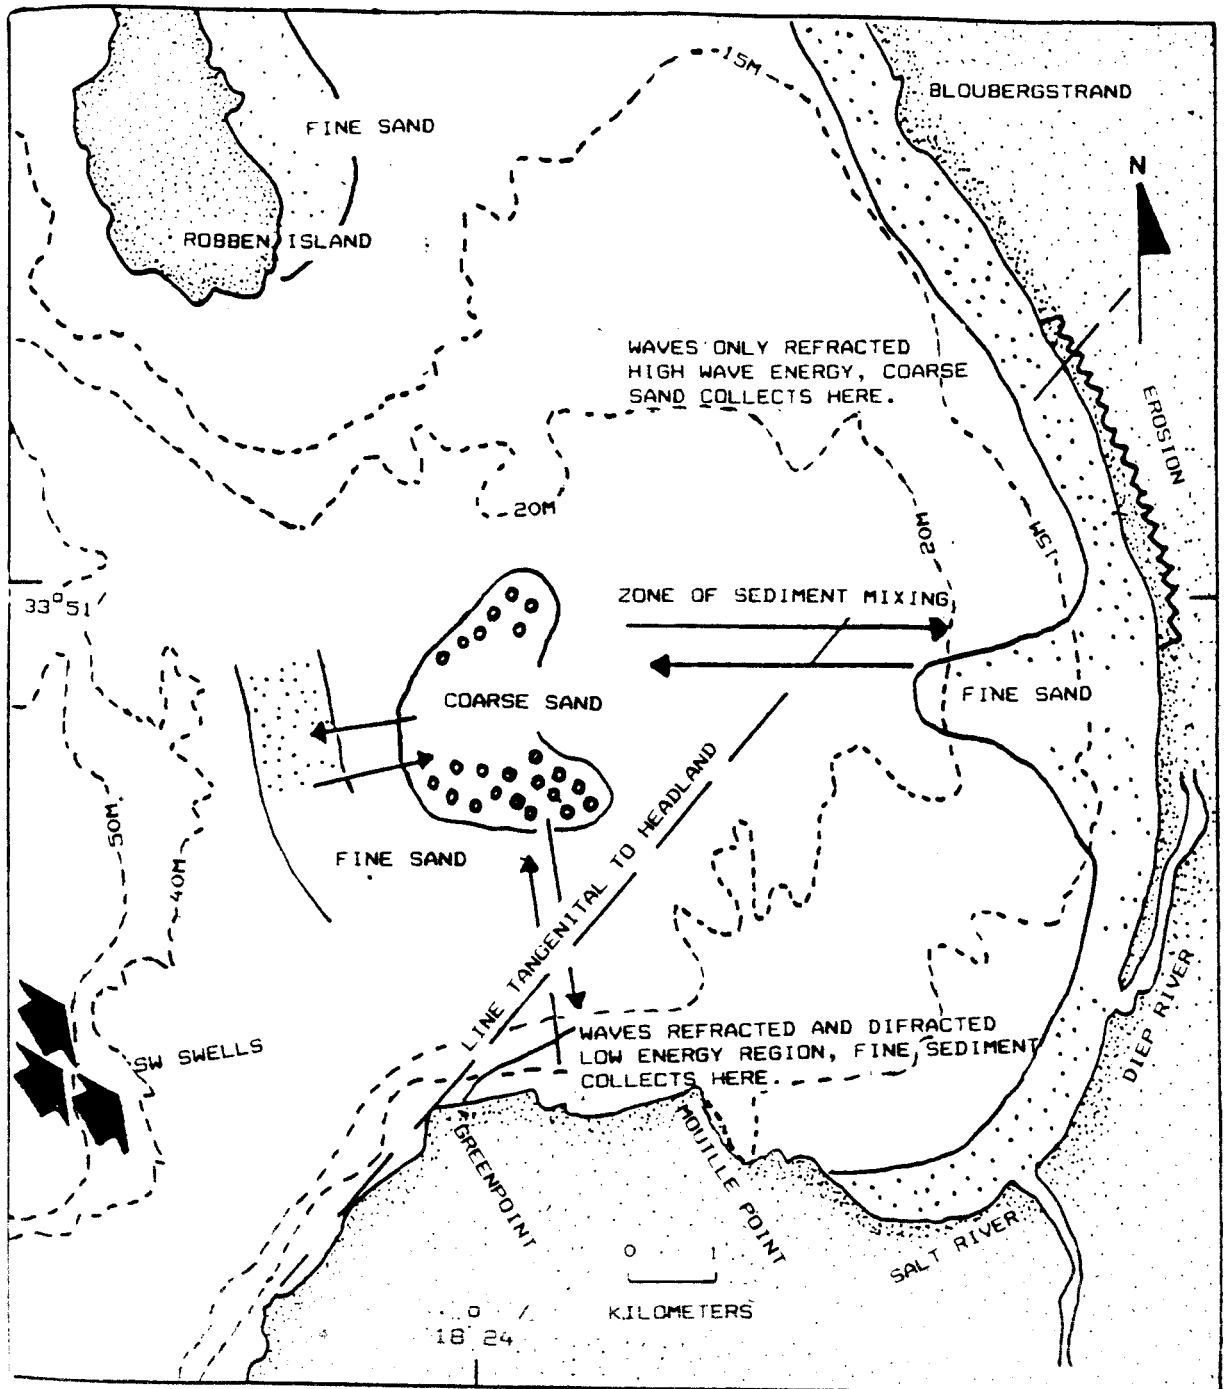 15M
BLOUBERGSTRAND
FINE SAND
N
ROBBEN ISLAND
WAVES ONLY REFRACTED
HIGH WAVE ENERGY, COARSE
SAND COLLECTS HERE.
EROSION
20M
20M
15M
33°51'
ZONE OF SEDIMENT MIXING
COARSE SAND
FINE SAND
50M
40M
FINE SAND
LINE TANGENITAL TO HEADLAND
SW SWELLS
WAVES REFRACTED AND DIFRACTED
LOW ENERGY REGION, FINE SEDIMENT
COLLECTS HERE.
DIEP RIVER
GREENPOINT
MOUILLE POINT
SALT RIVER
0 1
KILOMETERS
18°24'